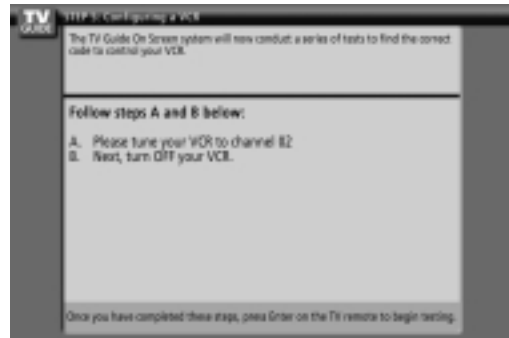 TV
GUIDE
STEP 5: Configuring a VCR
The TV Guide On Screen system will now conduct a series of tests to find the correct
code to control your VCR.
Follow steps A and B below:
A. Please tune your VCR to channel 02
B. Next, turn OFF your VCR.
Once you have completed these steps, press Enter on the TV remote to begin testing.